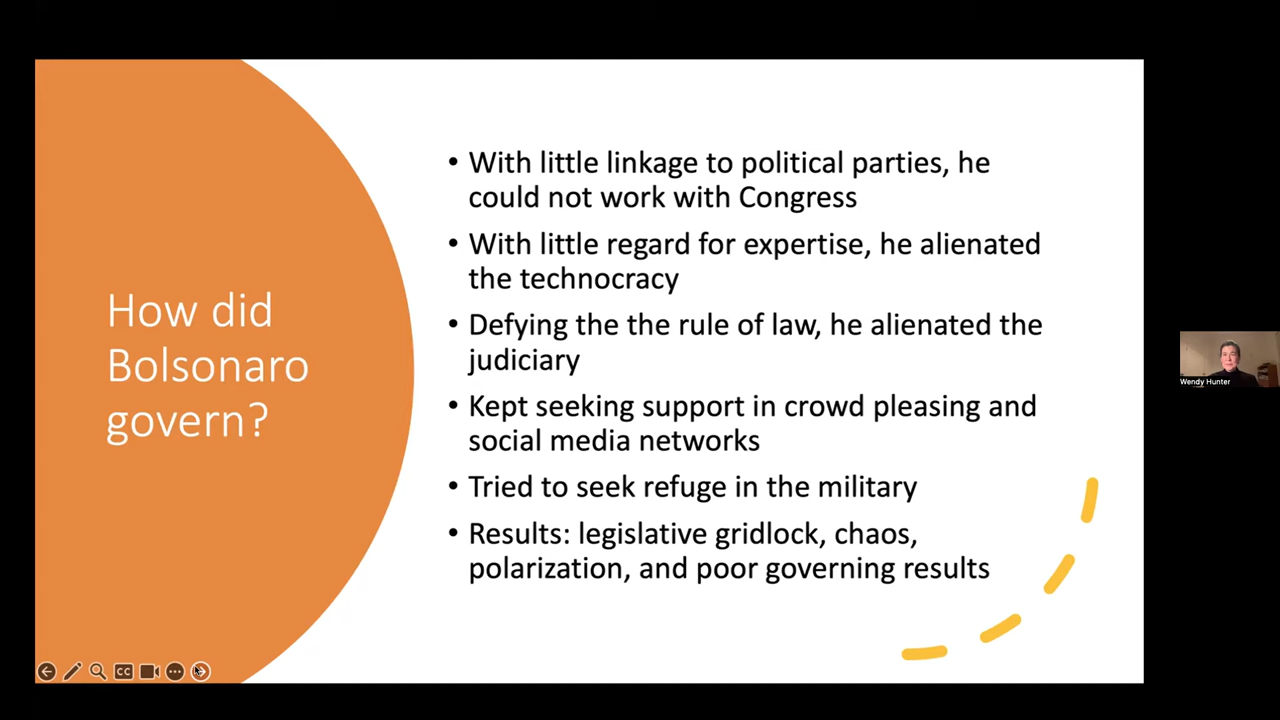 How did
Bolsonaro
govern?
• With little linkage to political parties, he
could not work with Congress
• With little regard for expertise, he alienated
the technocracy
• Defying the the rule of law, he alienated the
judiciary
• Kept seeking support in crowd pleasing and
social media networks
• Tried to seek refuge in the military
• Results: legislative gridlock, chaos,
polarization, and poor governing results
CC
Wendy Hunter